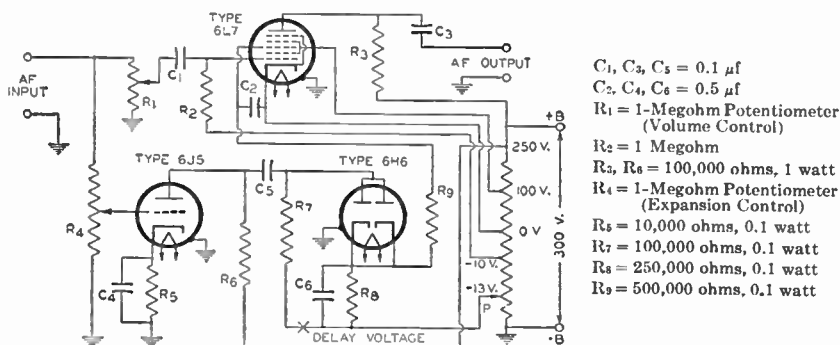 TYPE
6L7
AF
INPUT
R1
C1
R2
C2
R3
C3
AF OUTPUT
+B
250 V.
100 V.
0 V
-10 V.
-13 V.
P
300 V.
-B
TYPE 6J5
TYPE 6H6
C5
R4
R7
R9
R6
C6
R8
C4
R5
DELAY VOLTAGE
C1, C3, C5 = 0.1 μf
C2, C4, C6 = 0.5 μf
R1 = 1-Megohm Potentiometer
(Volume Control)
R2 = 1 Megohm
R3, R6 = 100,000 ohms, 1 watt
R4 = 1-Megohm Potentiometer
(Expansion Control)
R5 = 10,000 ohms, 0.1 watt
R7 = 100,000 ohms, 0.1 watt
R8 = 250,000 ohms, 0.1 watt
R9 = 500,000 ohms, 0.1 watt